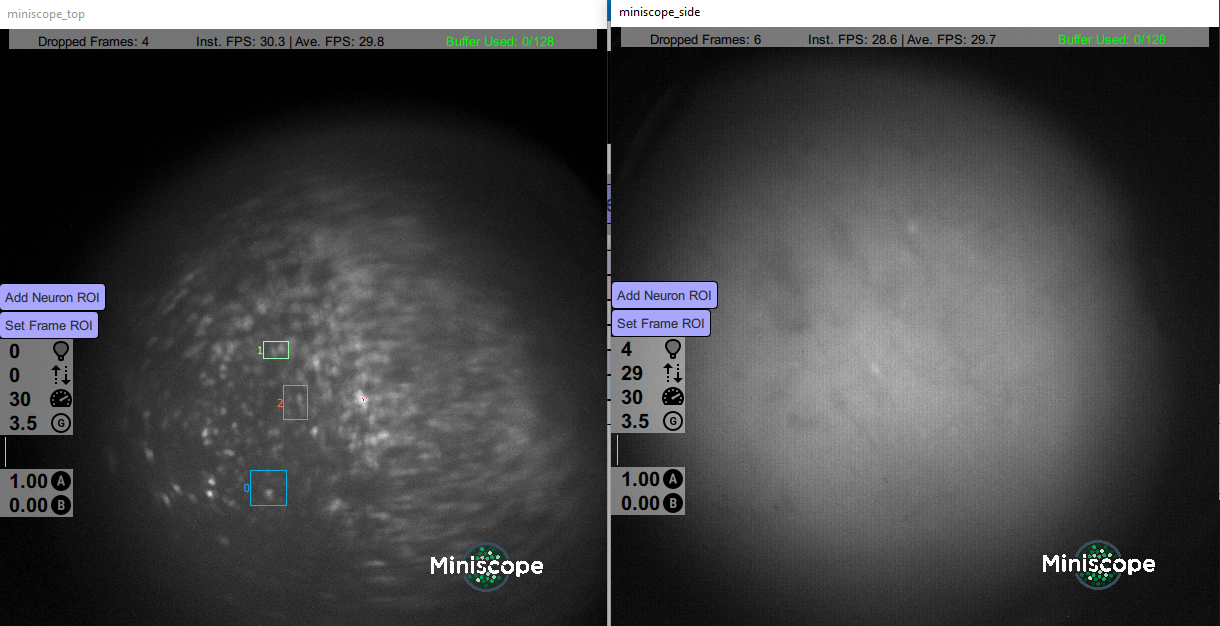 miniscope_top
Dropped Frames: 4 Inst. FPS: 30.3 | Ave. FPS: 29.8 Buffer Used: 0/128
Add Neuron ROI
Set Frame ROI
0
0
30
3.5 G
1.00 A
0.00 B
1
2
0
Miniscope
miniscope_side
Dropped Frames: 6 Inst. FPS: 28.6 | Ave. FPS: 29.7 Buffer Used: 0/128
Add Neuron ROI
Set Frame ROI
4
29
30
3.5 G
1.00 A
0.00 B
Miniscope